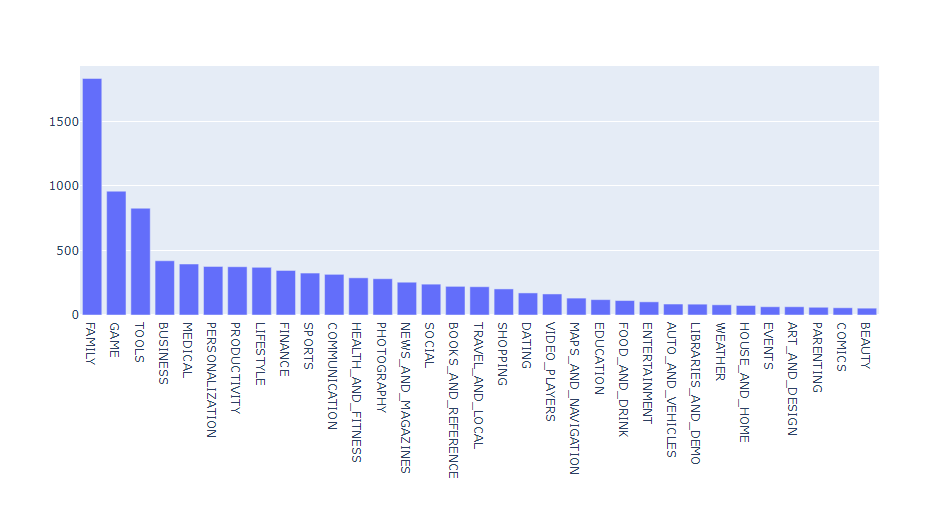 1500
1000
500
0
FAMILY
GAME
TOOLS
BUSINESS
MEDICAL
PERSONALIZATION
PRODUCTIVITY
LIFESTYLE
FINANCE
SPORTS
COMMUNICATION
HEALTH_AND_FITNESS
PHOTOGRAPHY
NEWS_AND_MAGAZINES
SOCIAL
BOOKS_AND_REFERENCE
TRAVEL_AND_LOCAL
SHOPPING
DATING
VIDEO_PLAYERS
MAPS_AND_NAVIGATION
EDUCATION
FOOD_AND_DRINK
ENTERTAINMENT
AUTO_AND_VEHICLES
LIBRARIES_AND_DEMO
WEATHER
HOUSE_AND_HOME
EVENTS
ART_AND_DESIGN
PARENTING
COMICS
BEAUTY